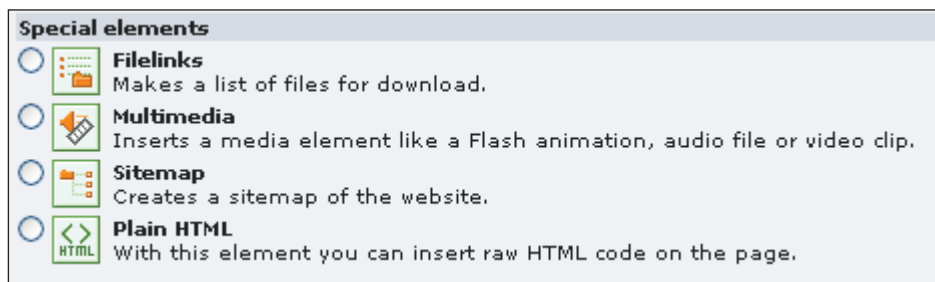 Special elements
Filelinks
Makes a list of files for download.
Multimedia
Inserts a media element like a Flash animation, audio file or video clip.
Sitemap
Creates a sitemap of the website.
Plain HTML
HTML
With this element you can insert raw HTML code on the page.